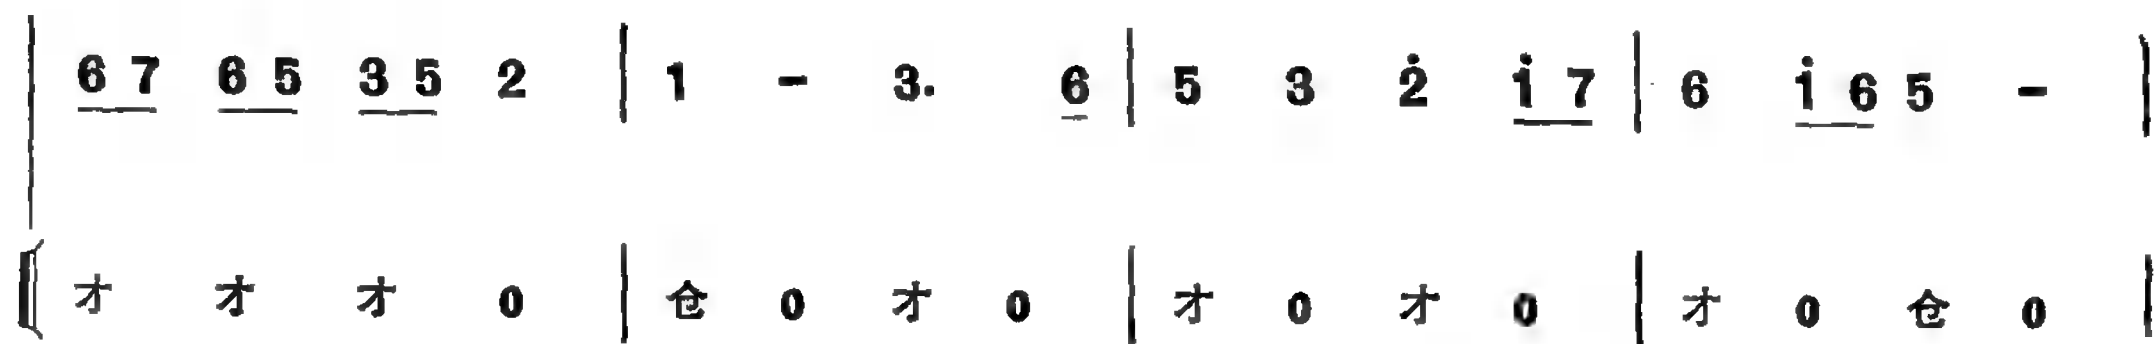 6 7 6 5 3 5 2 | 1 - 3. 6 | 5 3 2̇ 1̇ 7 | 6 1̇ 6 5 - |
才 才 才 0 | 仓 0 才 0 | 才 0 才 0 | 才 0 仓 0 |